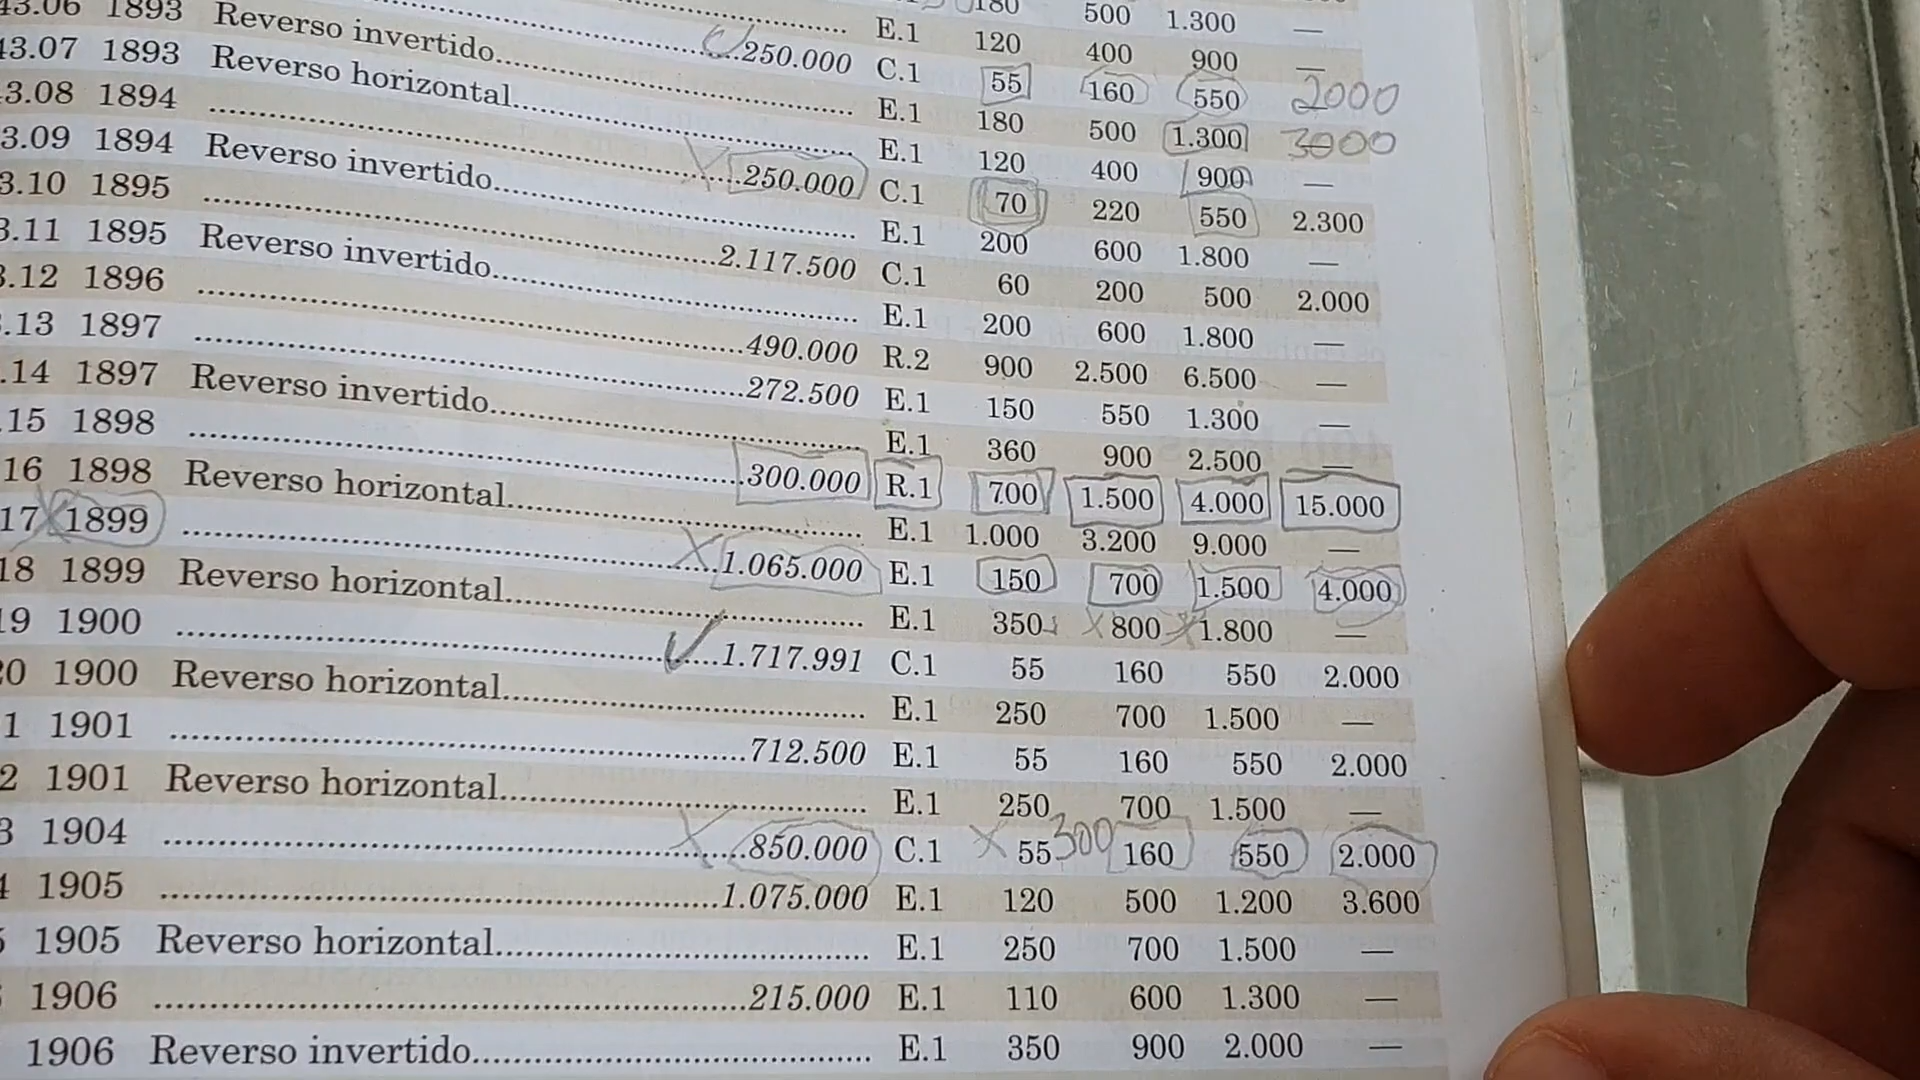 180 500 1.300 —
E.1 120 400 900 —
250.000 C.1 55 160 550 2000
43.06 1893 Reverso invertido E.1 180 500 1.300 3000
43.07 1893 Reverso horizontal E.1 120 400 900 —
3.08 1894 250.000 C.1 70 220 550 2.300
3.09 1894 Reverso invertido E.1 200 600 1.800 —
3.10 1895 2.117.500 C.1 60 200 500 2.000
3.11 1895 Reverso invertido E.1 200 600 1.800 —
.12 1896 490.000 R.2 900 2.500 6.500 —
.13 1897 272.500 E.1 150 550 1.300 —
.14 1897 Reverso invertido E.1 360 900 2.500 —
.15 1898 300.000 R.1 700 1.500 4.000 15.000
16 1898 Reverso horizontal E.1 1.000 3.200 9.000 —
17 1899 1.065.000 E.1 150 700 1.500 4.000
18 1899 Reverso horizontal E.1 350 800 1.800 —
19 1900 1.717.991 C.1 55 160 550 2.000
0 1900 Reverso horizontal E.1 250 700 1.500 —
1 1901 712.500 E.1 55 160 550 2.000
2 1901 Reverso horizontal E.1 250 700 1.500 —
3 1904 850.000 C.1 55 300 160 550 2.000
4 1905 1.075.000 E.1 120 500 1.200 3.600
1905 Reverso horizontal E.1 250 700 1.500 —
1906 215.000 E.1 110 600 1.300 —
1906 Reverso invertido E.1 350 900 2.000 —